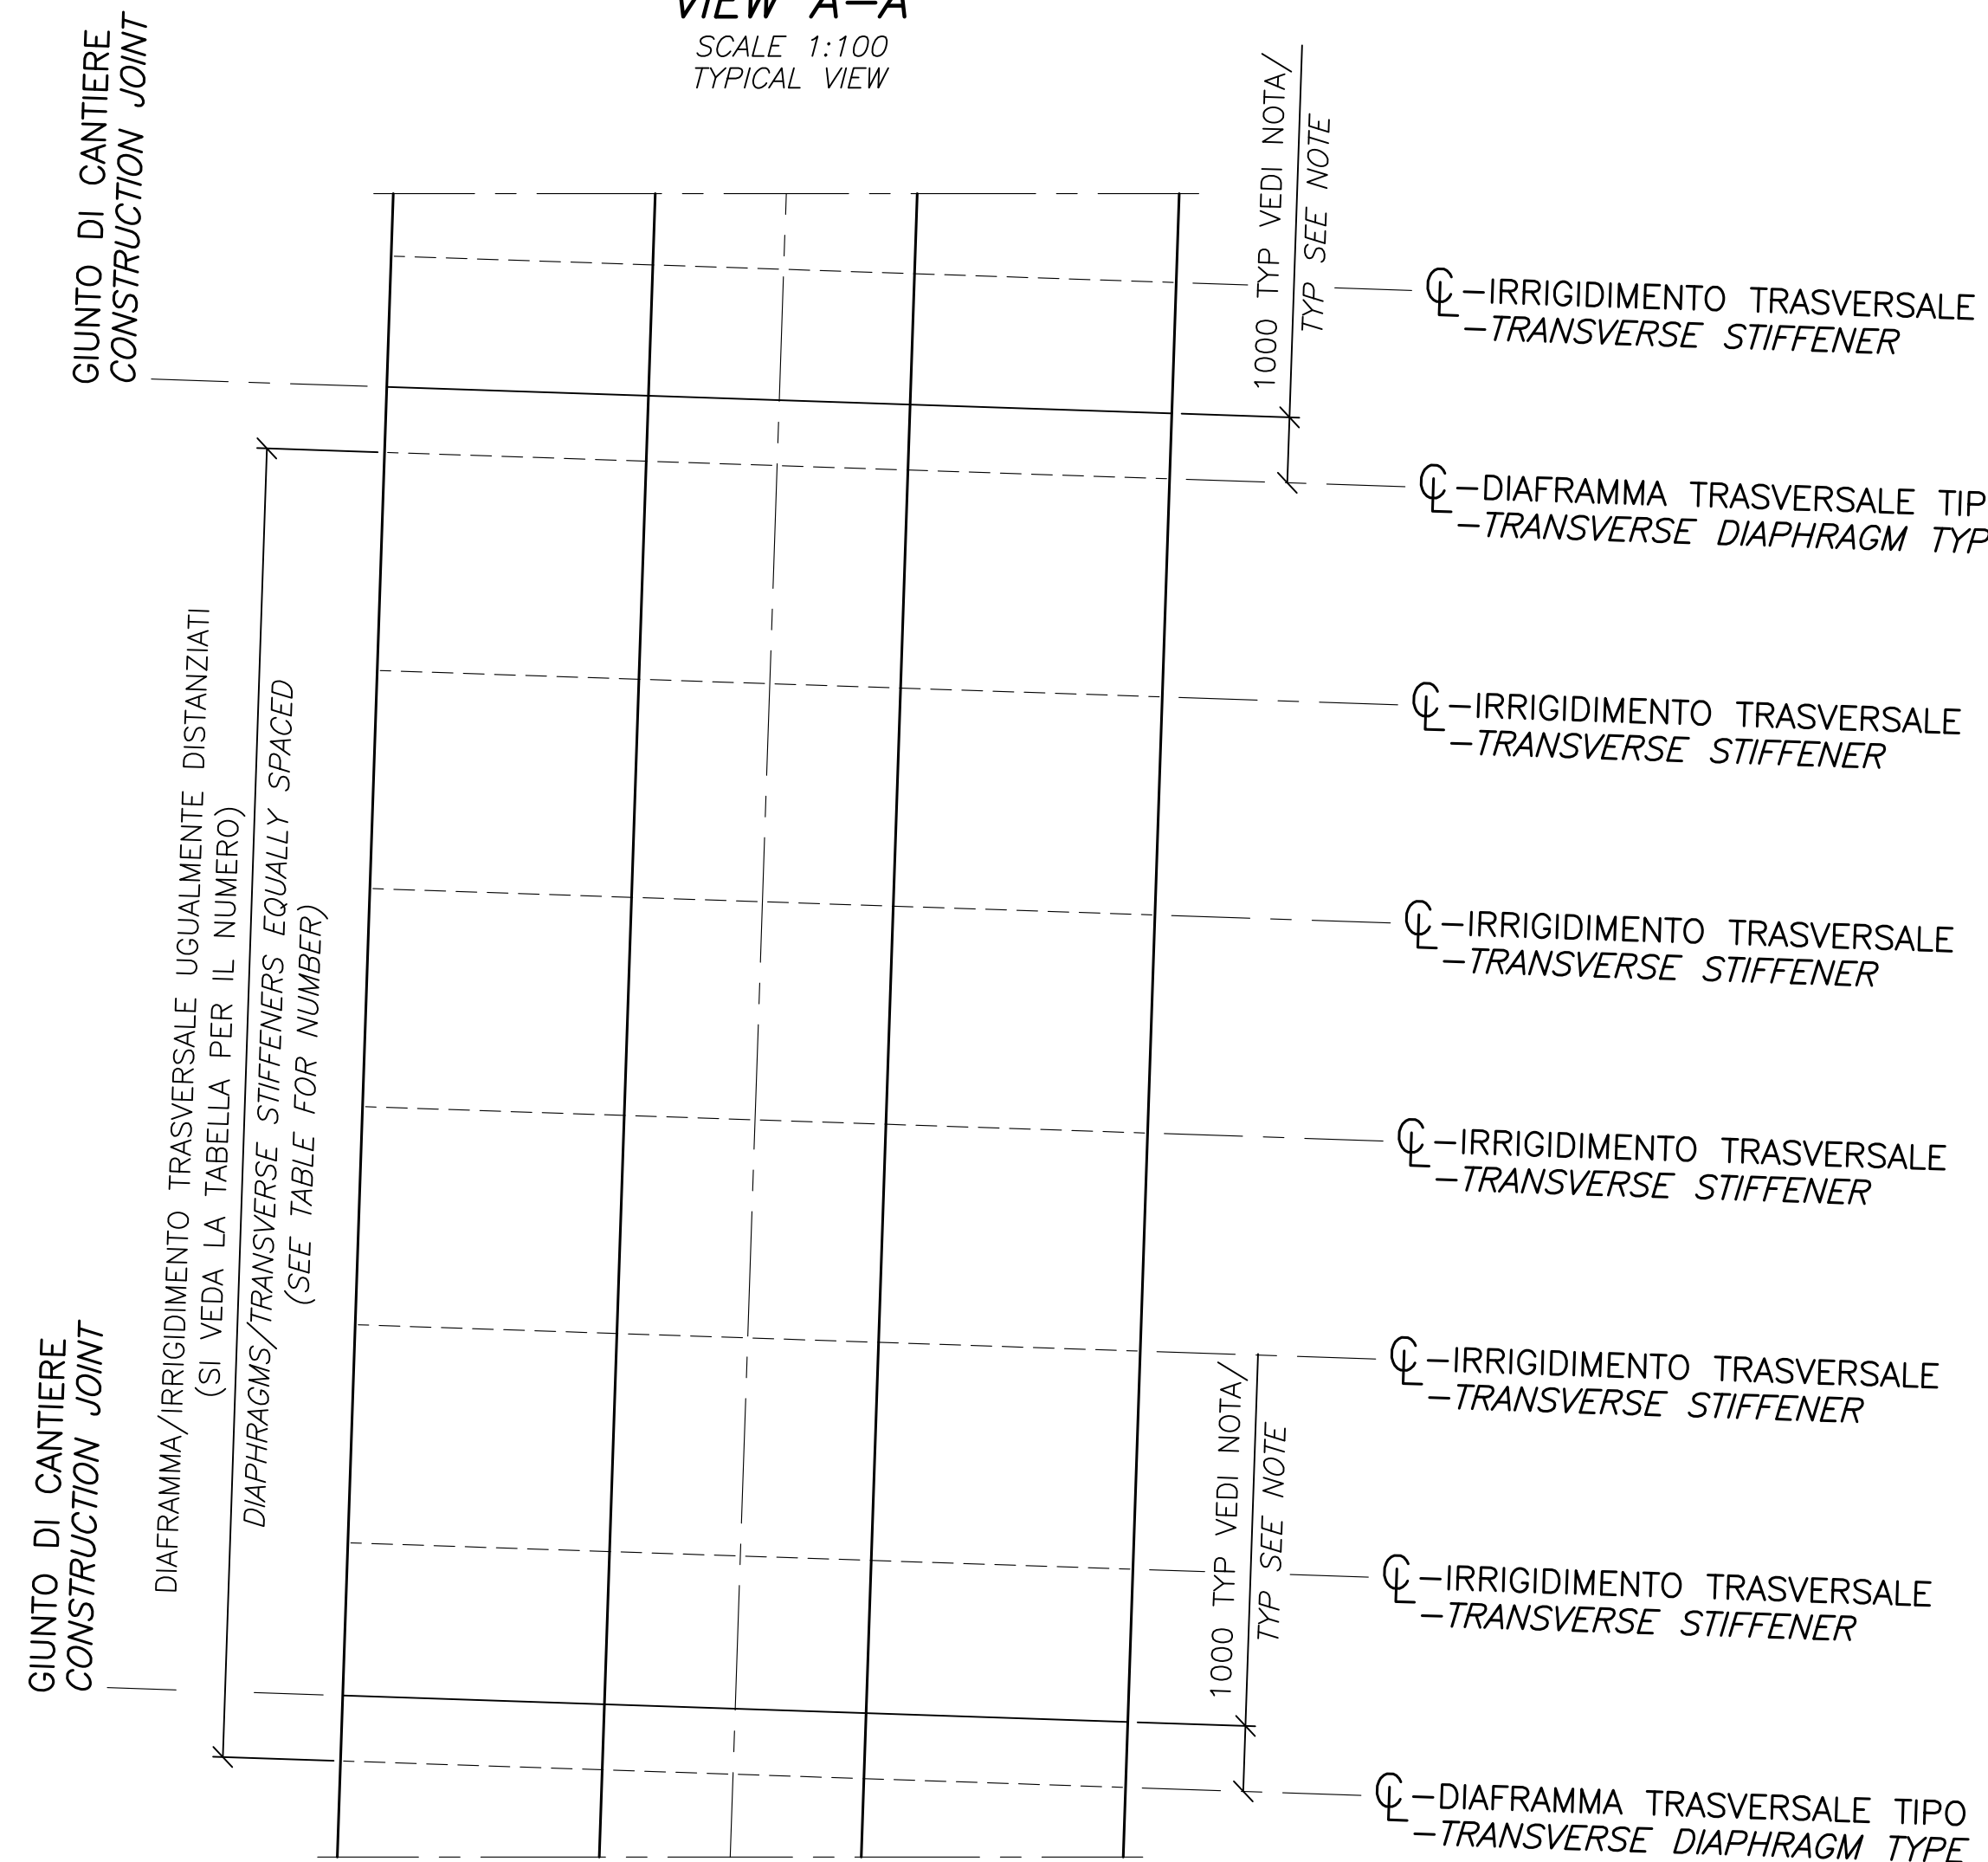 VIEW A-A
SCALE 1:100
TYPICAL VIEW
GIUNTO DI CANTIERE
CONSTRUCTION JOINT
1000 TYP VEDI NOTA/
TYP SEE NOTE
℄ -IRRIGIDIMENTO TRASVERSALE
-TRANSVERSE STIFFENER
℄ -DIAFRAMMA TRASVERSALE TIP
-TRANSVERSE DIAPHRAGM TYP
℄ -IRRIGIDIMENTO TRASVERSALE
-TRANSVERSE STIFFENER
℄ -IRRIGIDIMENTO TRASVERSALE
-TRANSVERSE STIFFENER
℄ -IRRIGIDIMENTO TRASVERSALE
-TRANSVERSE STIFFENER
℄ -IRRIGIDIMENTO TRASVERSALE
-TRANSVERSE STIFFENER
℄ -IRRIGIDIMENTO TRASVERSALE
-TRANSVERSE STIFFENER
℄ -DIAFRAMMA TRASVERSALE TIPO
-TRANSVERSE DIAPHRAGM TYPE
DIAFRAMMA/IRRIGIDIMENTO TRASVERSALE UGUALMENTE DISTANZIATI
(SI VEDA LA TABELLA PER IL NUMERO)
DIAPHRAGMS/TRANSVERSE STIFFENERS EQUALLY SPACED
(SEE TABLE FOR NUMBER)
GIUNTO DI CANTIERE
CONSTRUCTION JOINT
1000 TYP VEDI NOTA/
TYP SEE NOTE